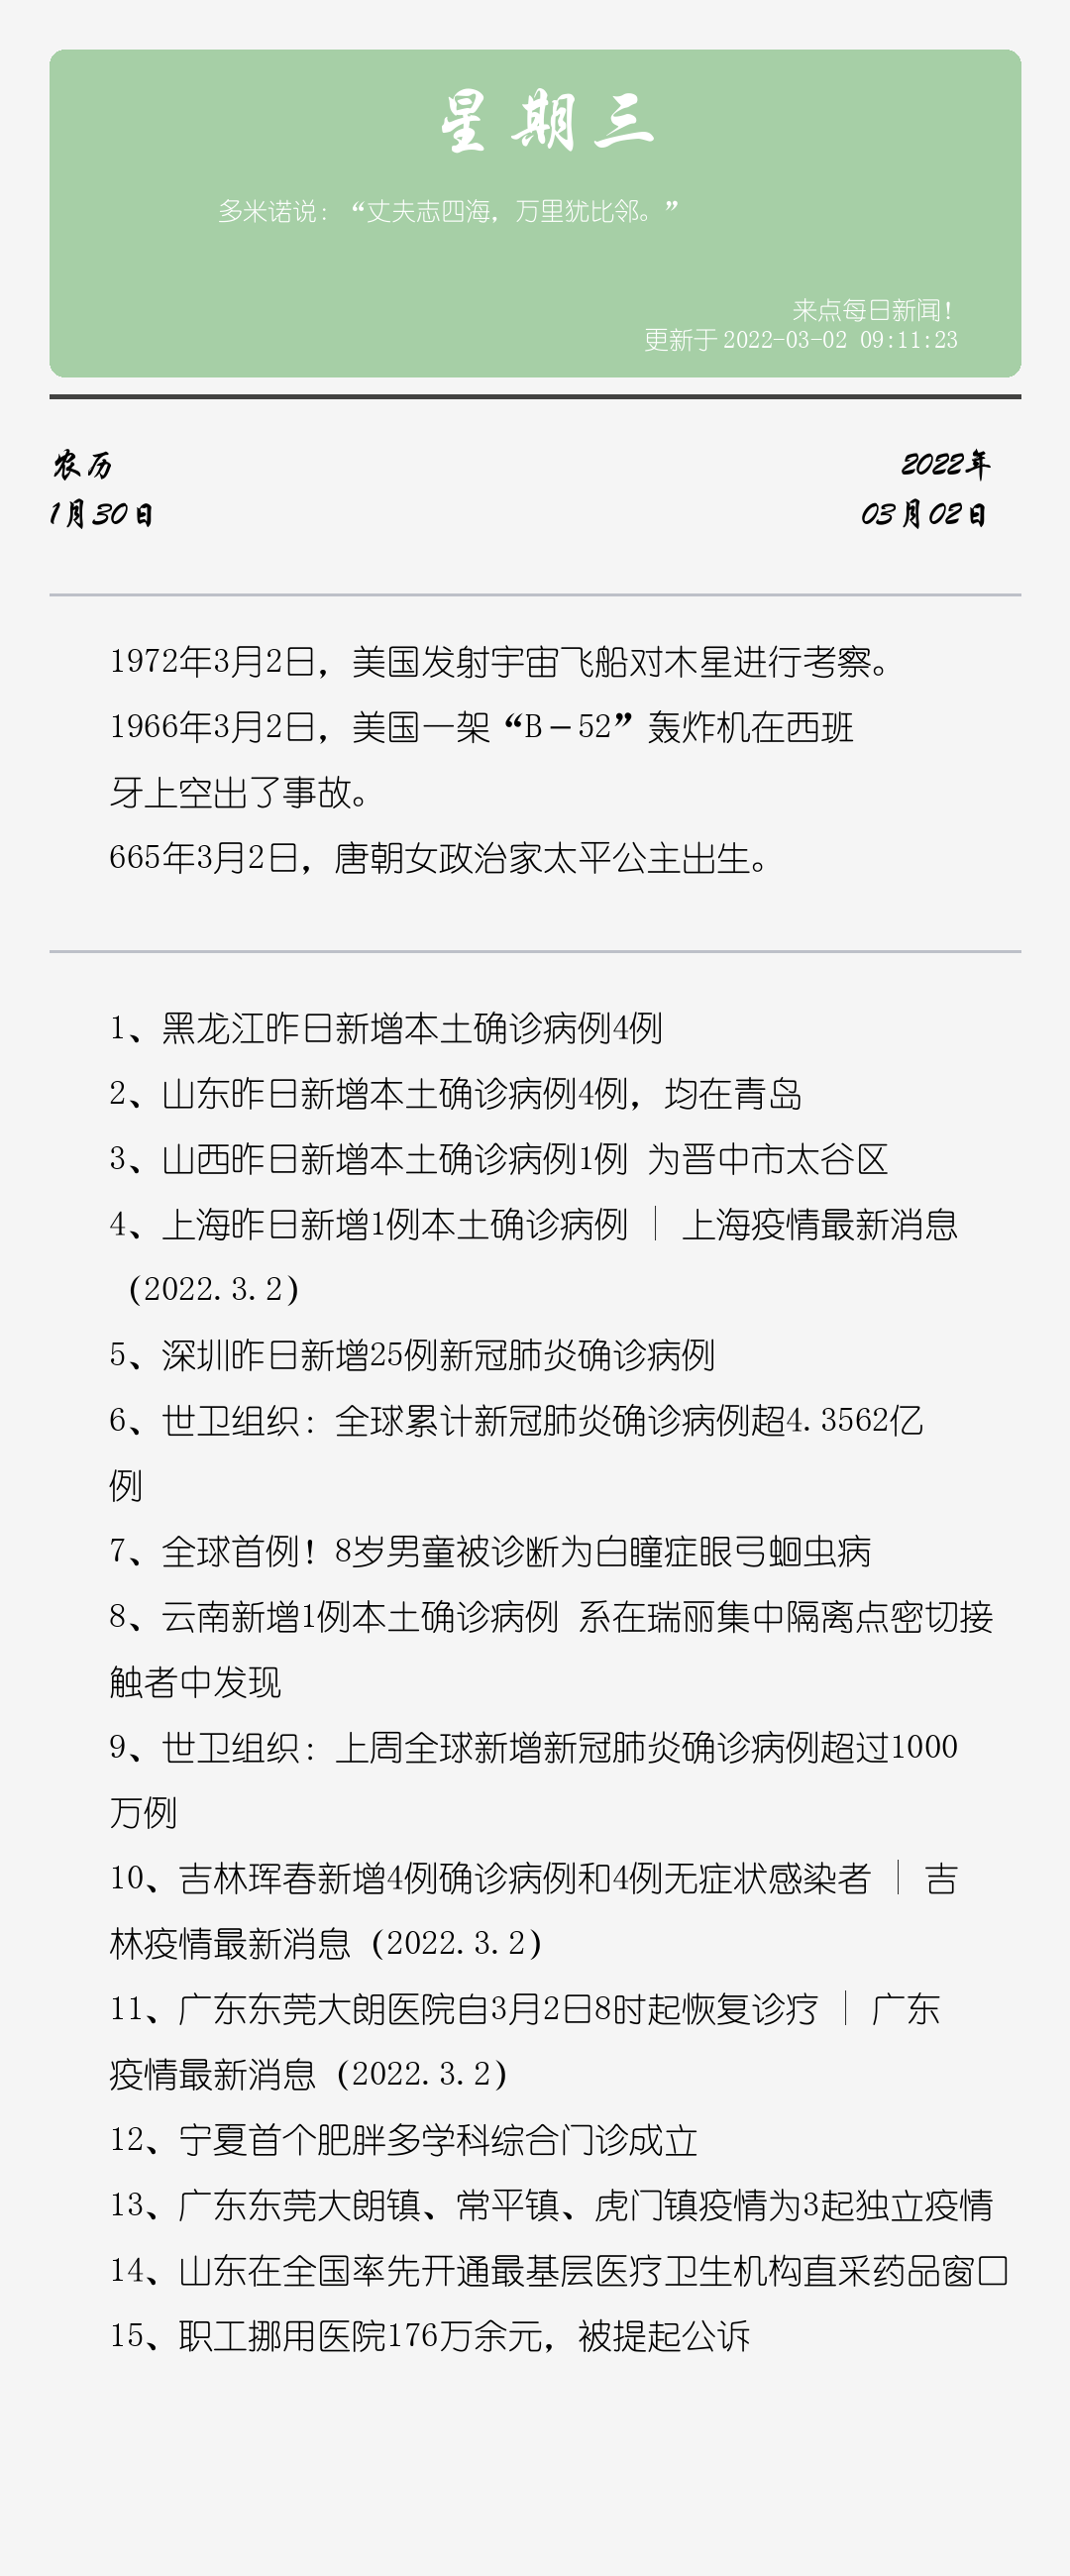 星期三
多米诺说：“丈夫志四海，万里犹比邻。”
来点每日新闻！
更新于 2022-03-02 09:11:23
农历
2022年
1月30日
03月02日
1972年3月2日，美国发射宇宙飞船对木星进行考察。
1966年3月2日，美国一架“B－52”轰炸机在西班
牙上空出了事故。
665年3月2日，唐朝女政治家太平公主出生。
1、黑龙江昨日新增本土确诊病例4例
2、山东昨日新增本土确诊病例4例，均在青岛
3、山西昨日新增本土确诊病例1例 为晋中市太谷区
4、上海昨日新增1例本土确诊病例 | 上海疫情最新消息
（2022.3.2）
5、深圳昨日新增25例新冠肺炎确诊病例
6、世卫组织：全球累计新冠肺炎确诊病例超4.3562亿
例
7、全球首例！8岁男童被诊断为白瞳症眼弓蛔虫病
8、云南新增1例本土确诊病例 系在瑞丽集中隔离点密切接
触者中发现
9、世卫组织：上周全球新增新冠肺炎确诊病例超过1000
万例
10、吉林珲春新增4例确诊病例和4例无症状感染者 | 吉
林疫情最新消息（2022.3.2）
11、广东东莞大朗医院自3月2日8时起恢复诊疗 | 广东
疫情最新消息（2022.3.2）
12、宁夏首个肥胖多学科综合门诊成立
13、广东东莞大朗镇、常平镇、虎门镇疫情为3起独立疫情
14、山东在全国率先开通最基层医疗卫生机构直采药品窗口
15、职工挪用医院176万余元，被提起公诉